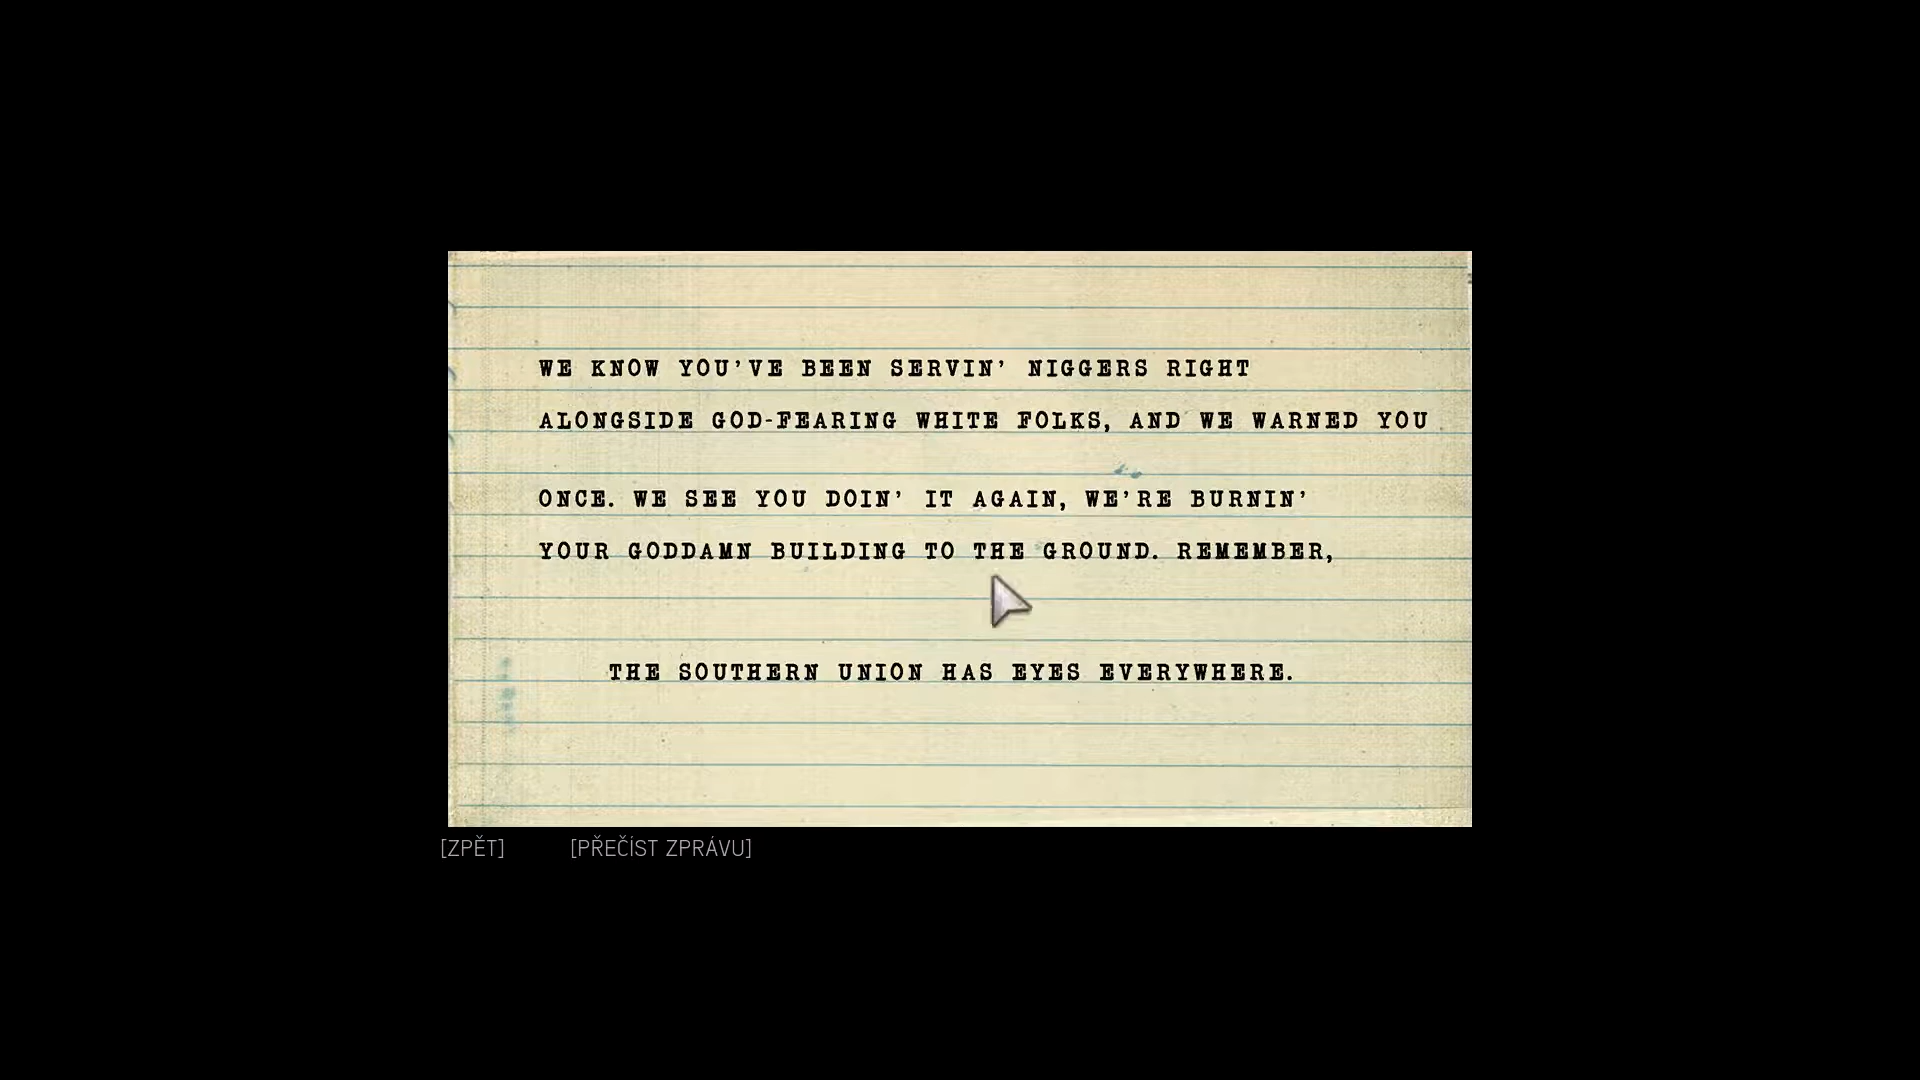 WE KNOW YOU'VE BEEN SERVIN' NIGGERS RIGHT
ALONGSIDE GOD-FEARING WHITE FOLKS, AND WE WARNED YOU
ONCE. WE SEE YOU DOIN' IT AGAIN, WE'RE BURNIN'
YOUR GODDAMN BUILDING TO THE GROUND. REMEMBER,
THE SOUTHERN UNION HAS EYES EVERYWHERE.
[ZPĚT] [PŘEČÍST ZPRÁVU]